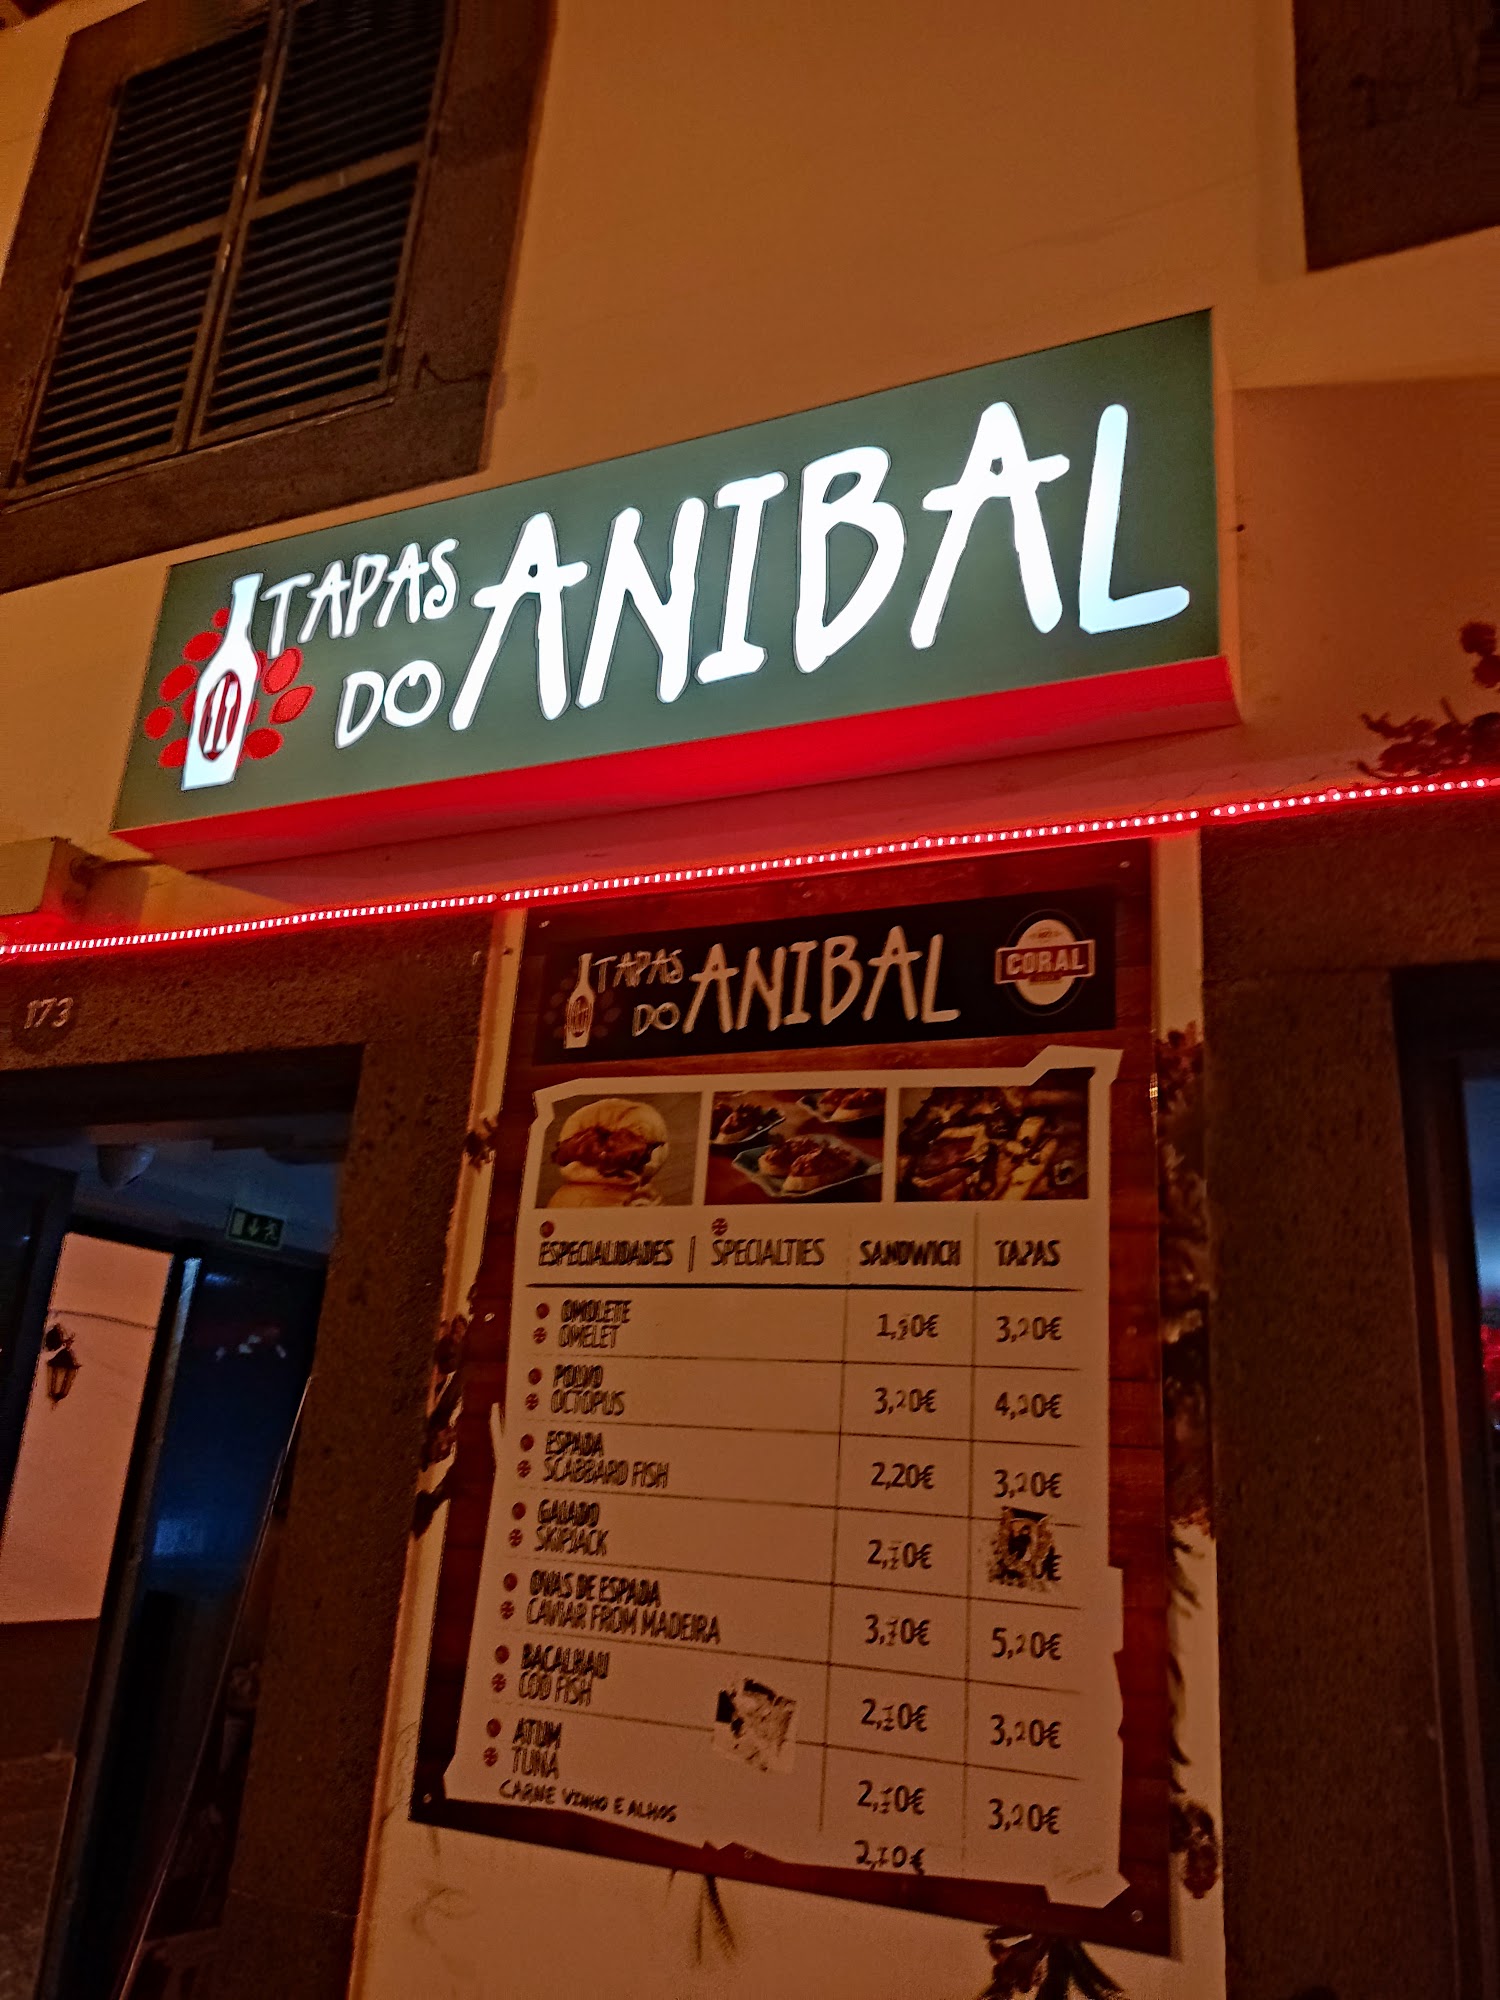 TAPAS
DO ANIBAL
173
TAPAS
DO ANIBAL
CORAL
ESPECIALIDADES | SPECIALTIES SANDWICH TAPAS
OMOLETE
OMELET
3,20€
POLVO
OCTOPUS
3,20€ 4,20€
ESPADA
SCABBARD FISH
2,20€ 3,20€
GAIADO
SKIPJACK
OVAS DE ESPADA
CAVIAR FROM MADEIRA
5,20€
BACALHAU
COD FISH
3,20€
ATUM
TUNA
3,20€
CARNE VINHO E ALHOS